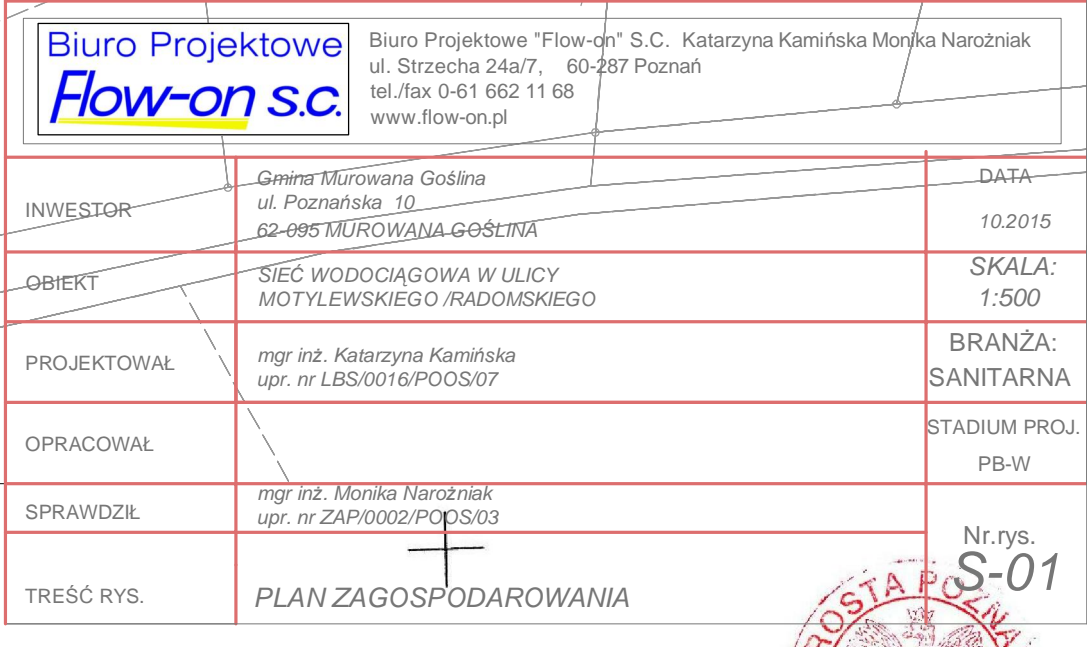 Biuro Projektowe
Flow-on s.c.
Biuro Projektowe "Flow-on" S.C. Katarzyna Kamińska Monika Narożniak
ul. Strzecha 24a/7, 60-287 Poznań
tel./fax 0-61 662 11 68
www.flow-on.pl
INWESTOR
Gmina Murowana Goślina
ul. Poznańska 10
62-095 MUROWANA GOŚLINA
DATA
10.2015
OBIEKT
SIEĆ WODOCIĄGOWA W ULICY
MOTYLEWSKIEGO /RADOMSKIEGO
SKALA:
1:500
PROJEKTOWAŁ
mgr inż. Katarzyna Kamińska
upr. nr LBS/0016/POOS/07
BRANŻA:
SANITARNA
OPRACOWAŁ
STADIUM PROJ.
PB-W
SPRAWDZIŁ
mgr inż. Monika Narożniak
upr. nr ZAP/0002/POOS/03
Nr.rys.
S-01
TREŚĆ RYS.
PLAN ZAGOSPODAROWANIA